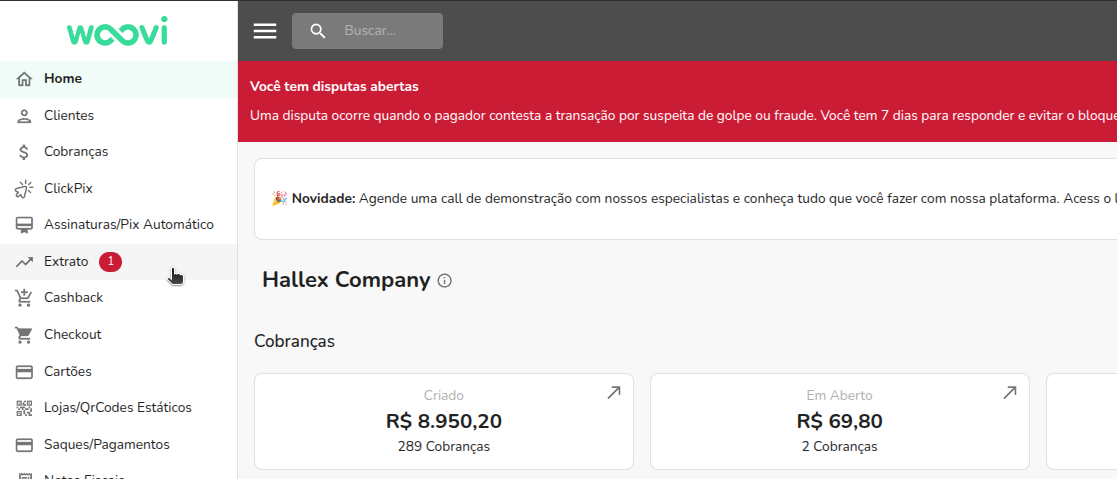 woovi
Buscar...
Home
Clientes
Cobranças
ClickPix
Assinaturas/Pix Automático
Extrato 1
Cashback
Checkout
Cartões
Lojas/QrCodes Estáticos
Saques/Pagamentos
Notas Fiscais
Você tem disputas abertas
Uma disputa ocorre quando o pagador contesta a transação por suspeita de golpe ou fraude. Você tem 7 dias para responder e evitar o bloque
🎉 Novidade: Agende uma call de demonstração com nossos especialistas e conheça tudo que você fazer com nossa plataforma. Acess o l
Hallex Company
Cobranças
Criado
R$ 8.950,20
289 Cobranças
Em Aberto
R$ 69,80
2 Cobranças